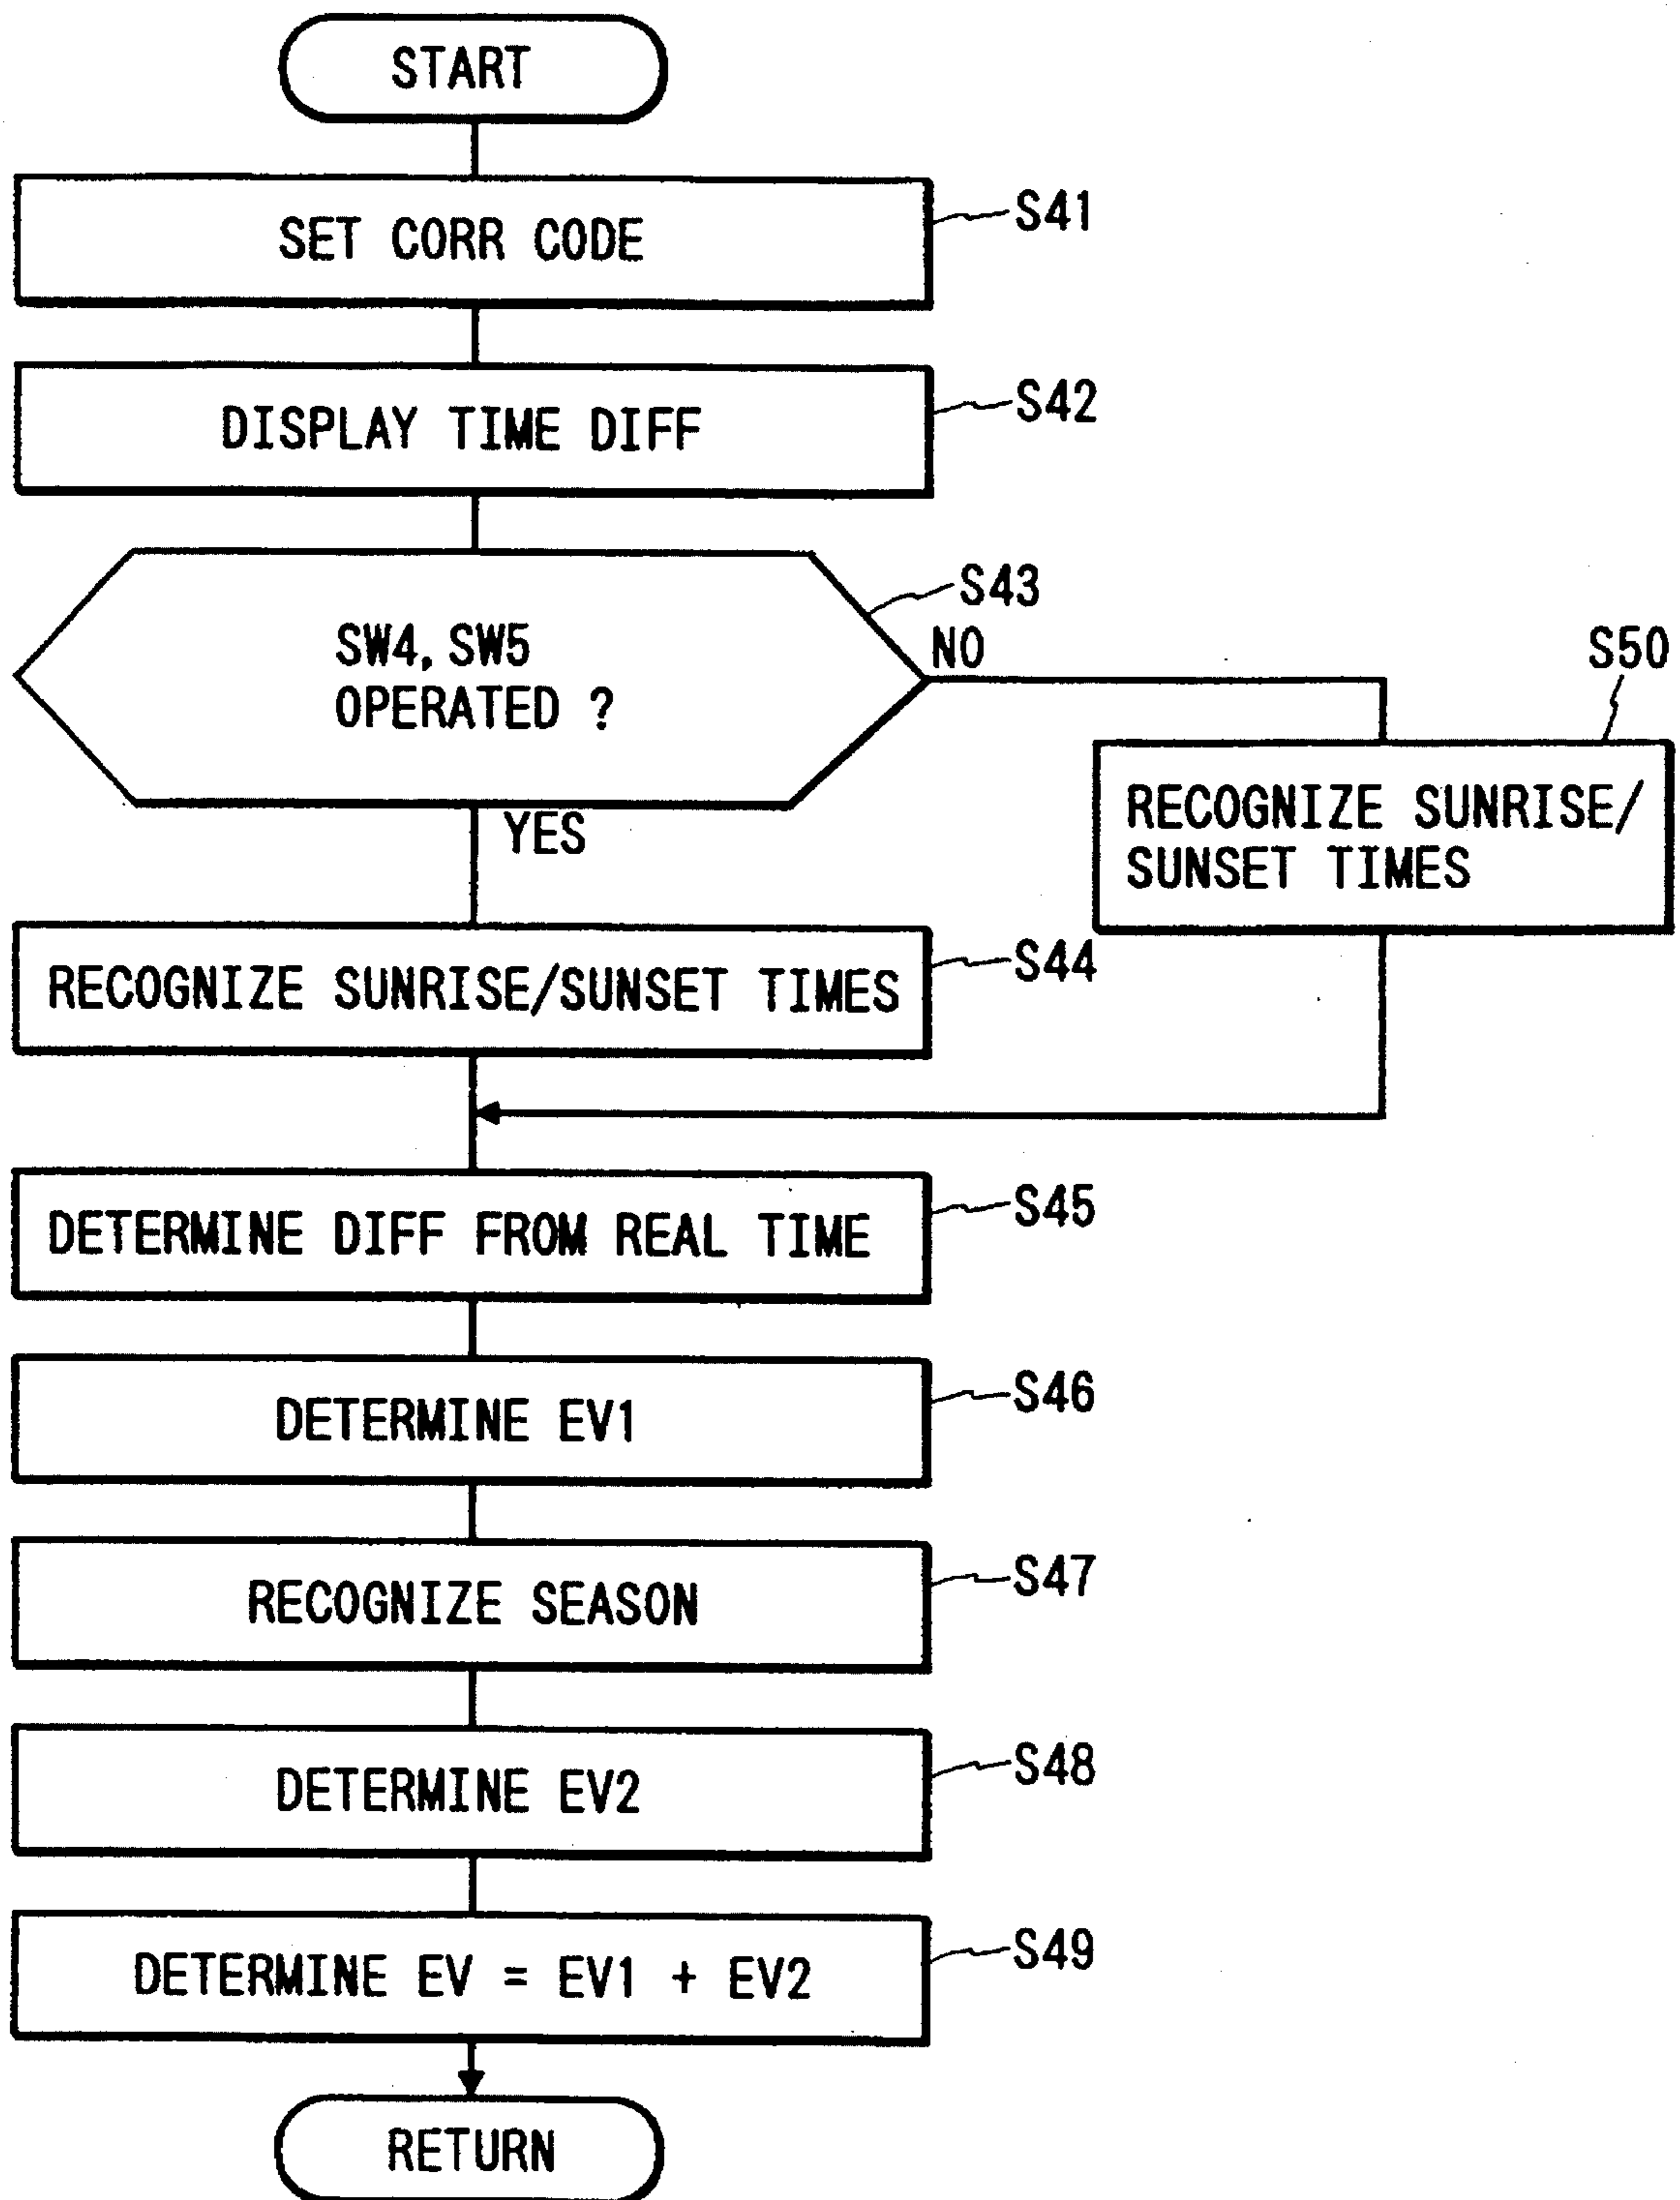 START
SET CORR CODE
S41
DISPLAY TIME DIFF
S42
SW4, SW5
OPERATED ?
S43
NO
YES
S50
RECOGNIZE SUNRISE/
SUNSET TIMES
RECOGNIZE SUNRISE/SUNSET TIMES
S44
DETERMINE DIFF FROM REAL TIME
S45
DETERMINE EV1
S46
RECOGNIZE SEASON
S47
DETERMINE EV2
S48
DETERMINE EV = EV1 + EV2
S49
RETURN